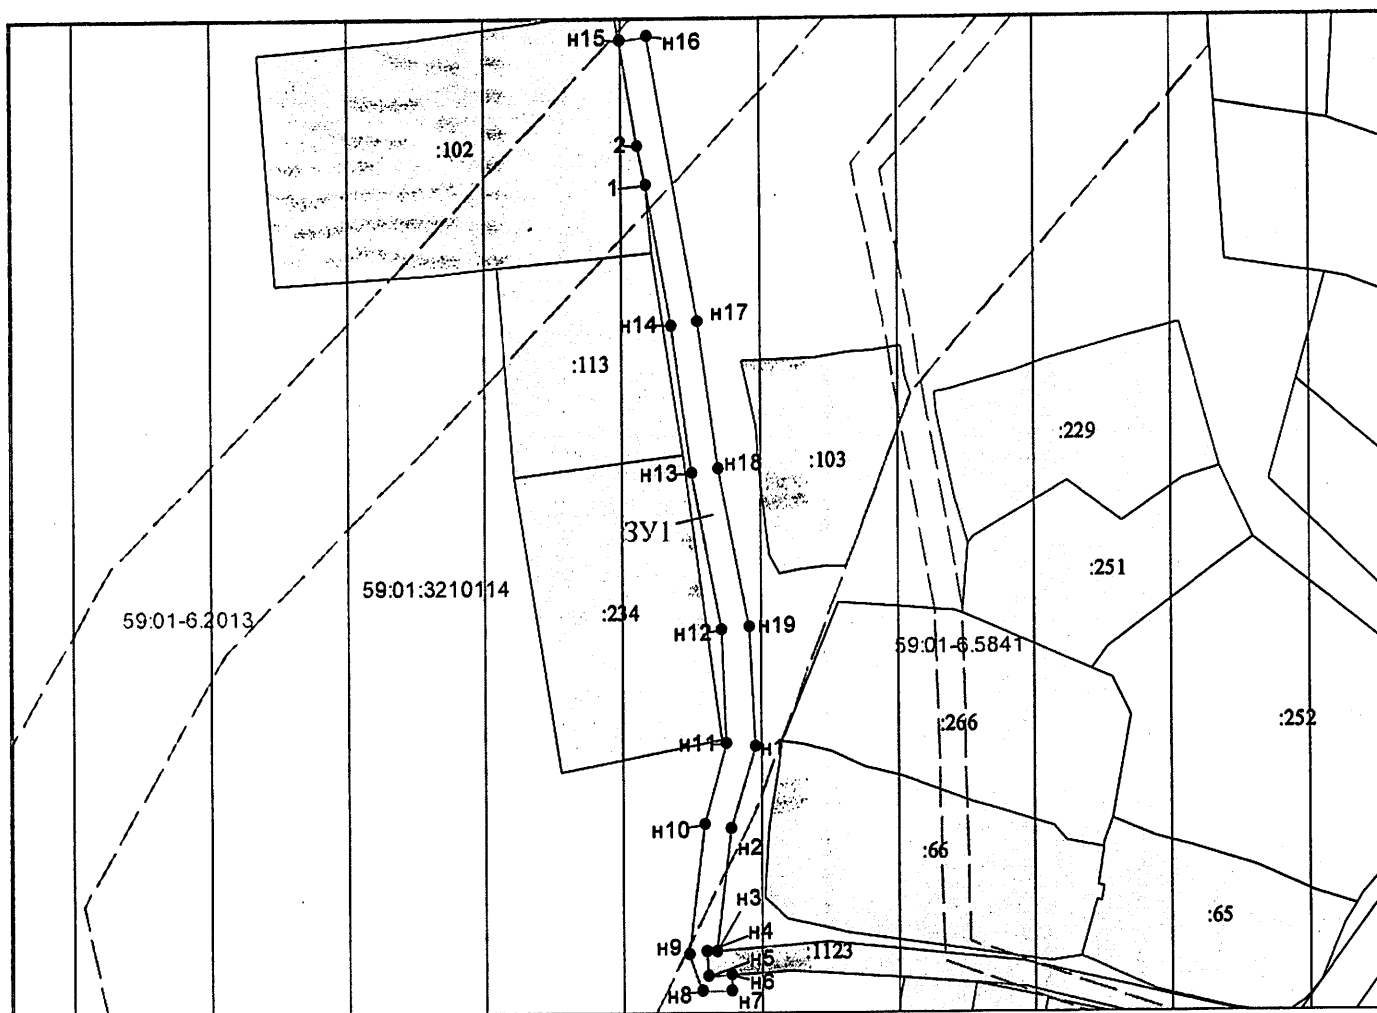 н15
н16
2
:102
1
н14
н17
:113
н13
н18
:103
:229
ЗУ1
:251
59:01-6.2013
59:01:3210114
:234
н12
н19
59:01-6.5841
:266
:252
н11
н1
н10
н2
:66
н3
:65
н9
н4
:1123
н5
н6
н8
н7